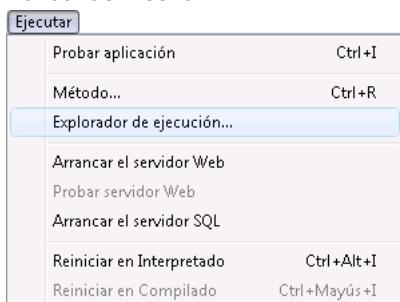 Ejecutar
Probar aplicación Ctrl+I
Método... Ctrl+R
Explorador de ejecución...
Arrancar el servidor Web
Probar servidor Web
Arrancar el servidor SQL
Reiniciar en Interpretado Ctrl+Alt+I
Reiniciar en Compilado Ctrl+Mayús+I